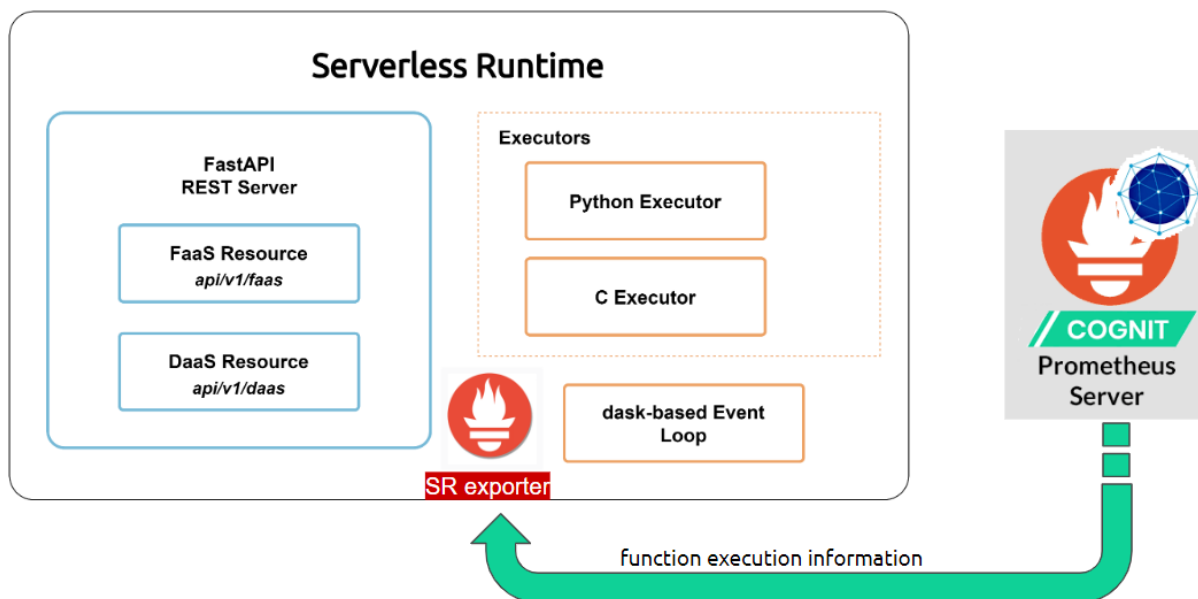 Serverless Runtime
FastAPI
REST Server
FaaS Resource
api/v1/faas
DaaS Resource
api/v1/daas
Executors
Python Executor
C Executor
dask-based Event
Loop
SR exporter
COGNIT
Prometheus
Server
function execution information